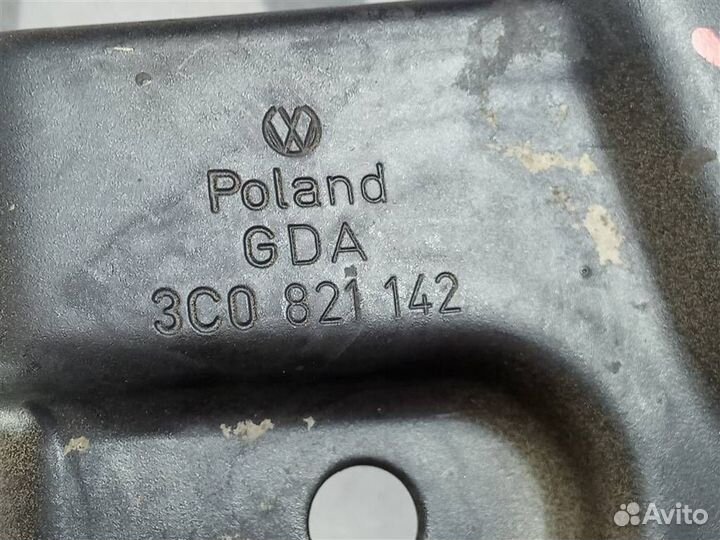 Poland
GDA
3C0 821 142
Avito